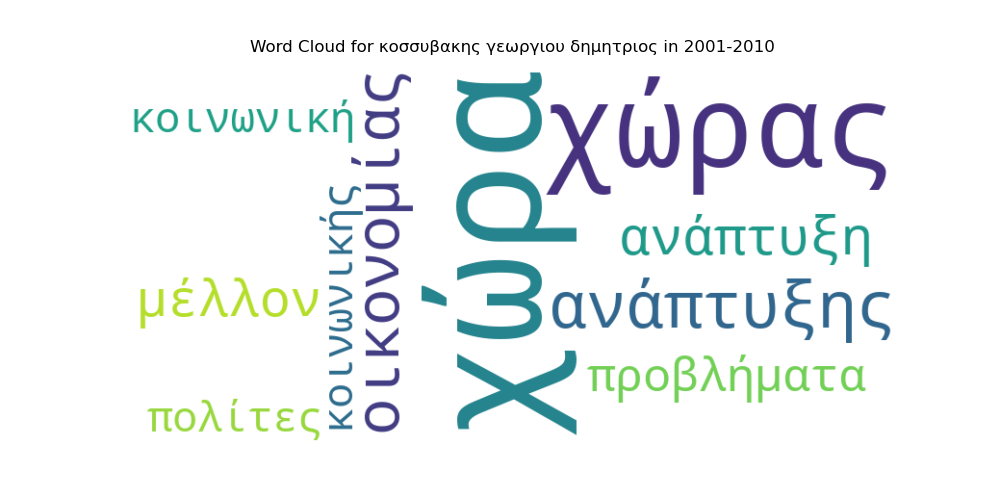 Word Cloud for κοσσυβακης γεωργιου δημητριος in 2001-2010
κοινωνική
κοινωνικής
οικονομίας
χώρα
χώρας
ανάπτυξη
μέλλον
ανάπτυξης
προβλήματα
πολίτες